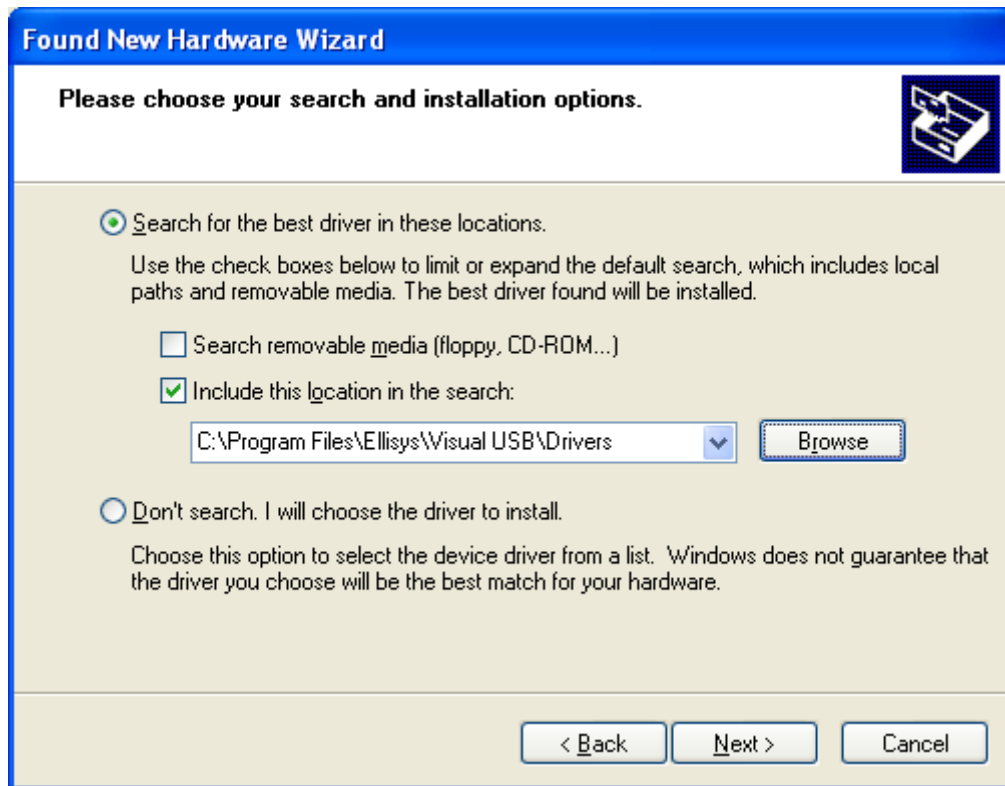 Found New Hardware Wizard
Please choose your search and installation options.
Search for the best driver in these locations.
Use the check boxes below to limit or expand the default search, which includes local
paths and removable media. The best driver found will be installed.
Search removable media (floppy, CD-ROM...)
Include this location in the search:
C:\Program Files\Ellisys\Visual USB\Drivers
Browse
Don't search. I will choose the driver to install.
Choose this option to select the device driver from a list.  Windows does not guarantee that
the driver you choose will be the best match for your hardware.
< Back
Next >
Cancel